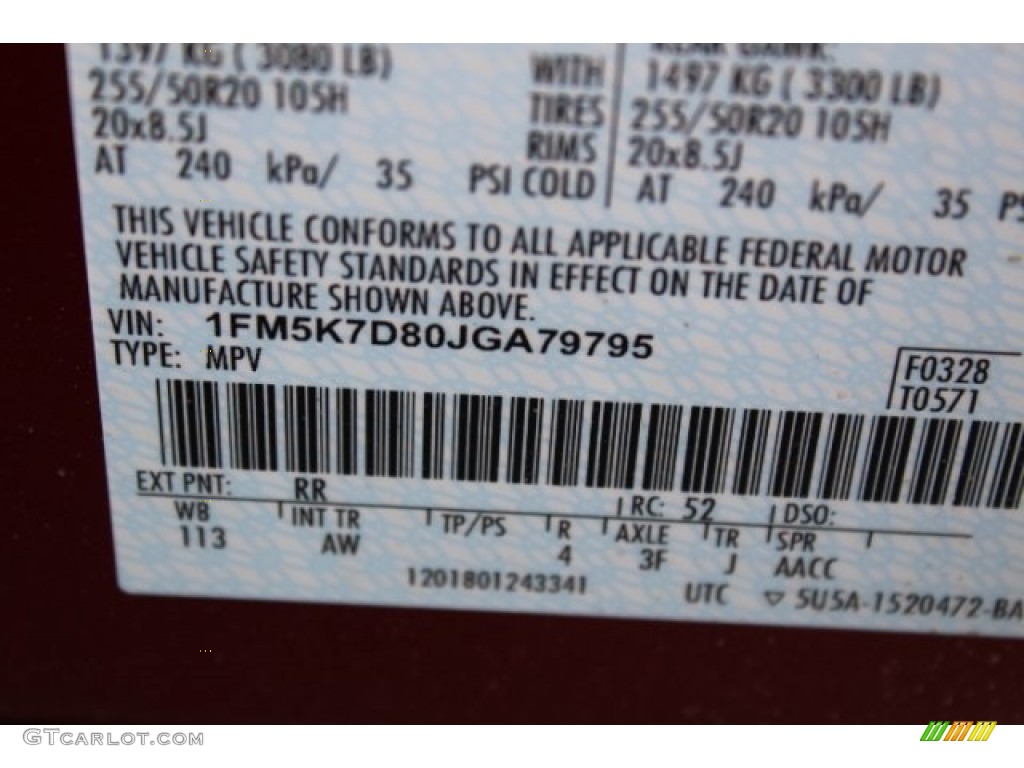 1397 KG ( 3080 LB) WITH 1497 KG ( 3300 LB)
255/50R20 105H TIRES 255/50R20 105H
20x8.5J RIMS 20x8.5J
AT 240 kPa/ 35 PSI COLD AT 240 kPa/ 35 PS
THIS VEHICLE CONFORMS TO ALL APPLICABLE FEDERAL MOTOR
VEHICLE SAFETY STANDARDS IN EFFECT ON THE DATE OF
MANUFACTURE SHOWN ABOVE.
VIN: 1FM5K7D80JGA79795
TYPE: MPV
F0328
T0571
EXT PNT: RR RC: 52 DSO:
WB INT TR TP/PS R AXLE TR SPR
113 AW 4 3F J AACC
1201801243341 UTC ▽ 5U5A-1520472-BA
GTCARLOT.COM